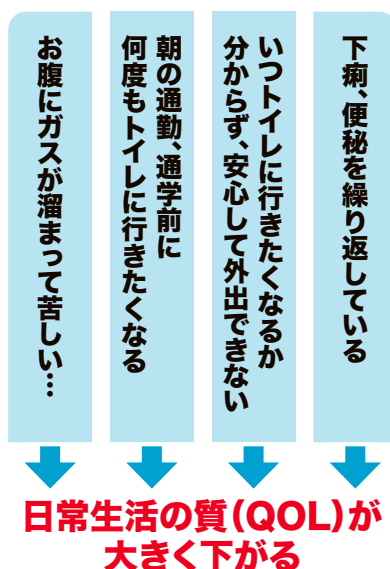 下痢、便秘を繰り返している
いつトイレに行きたくなるか
分からず、安心して外出できない
朝の通勤、通学前に
何度もトイレに行きたくなる
お腹にガスが溜まって苦しい…
日常生活の質（QOL）が
大きく下がる